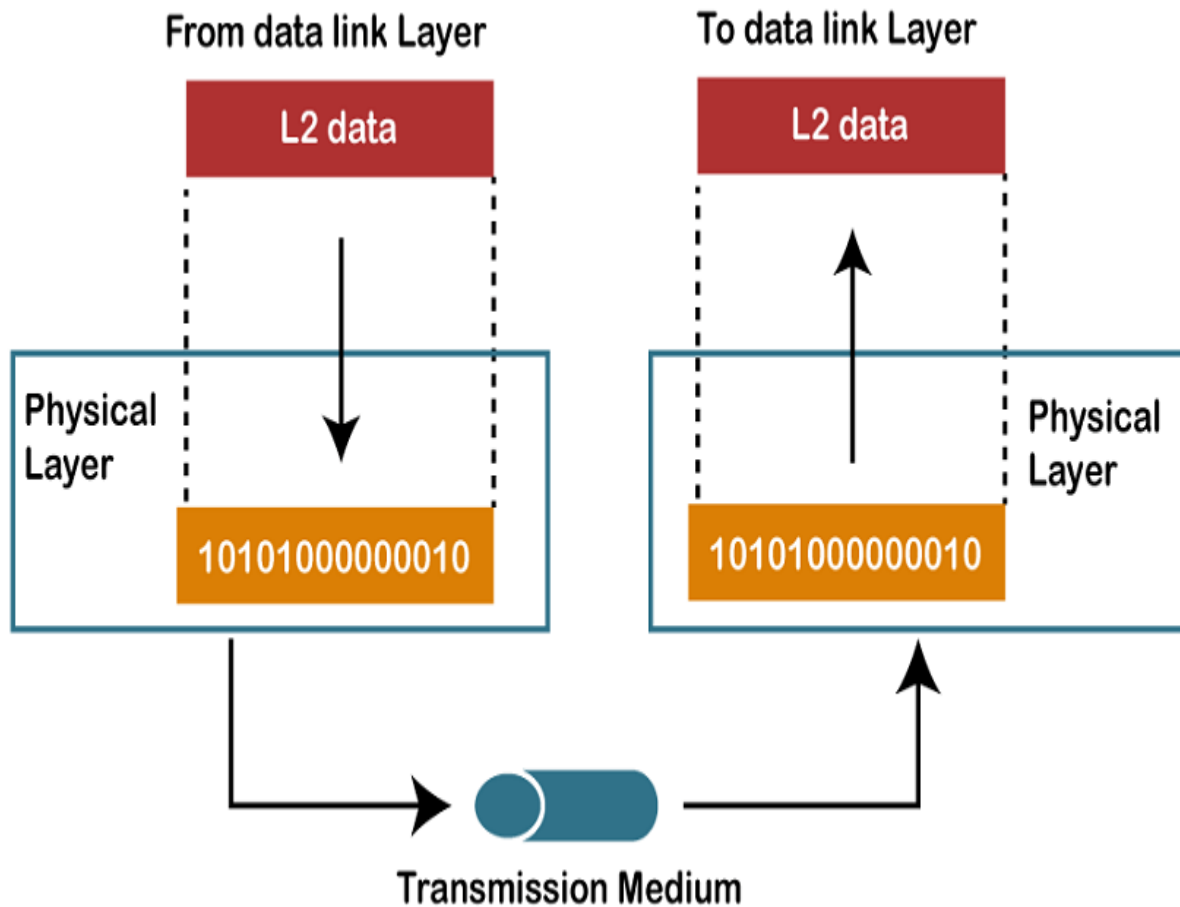 From data link Layer
To data link Layer
L2 data
L2 data
Physical
Layer
Physical
Layer
10101000000010
10101000000010
Transmission Medium